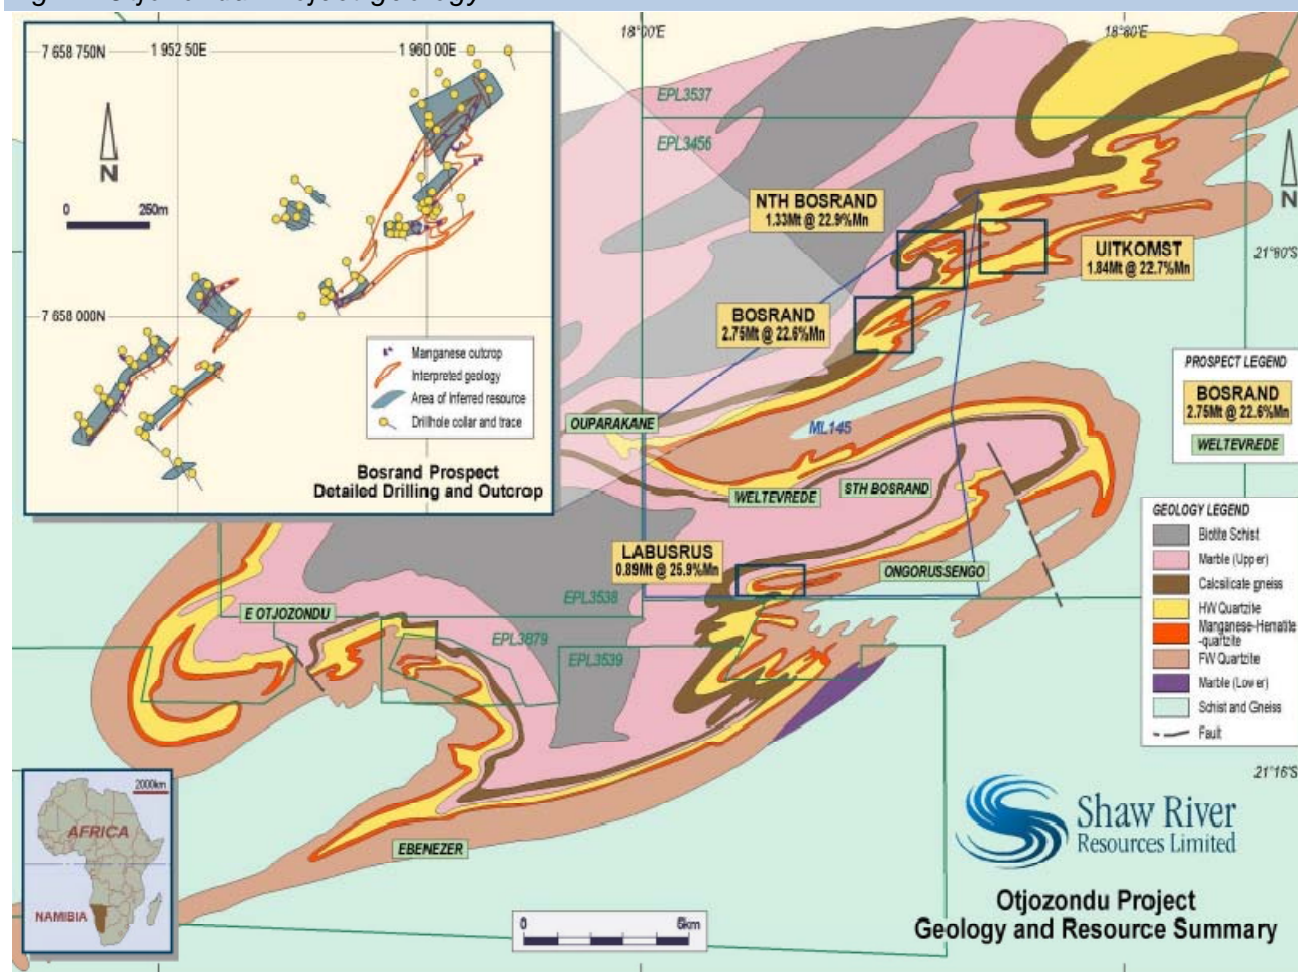 7 658 750N
1 952 50E
1 960 00E
N
0 250m
7 658 000N
Manganese outcrop
Interpreted geology
Area of Inferred resource
Drillhole collar and trace
Bosrand Prospect
Detailed Drilling and Outcrop
18°00'E
18°80'E
EPL3537
EPL3456
NTH BOSRAND
1.33Mt @ 22.9%Mn
UITKOMST
1.84Mt @ 22.7%Mn
N
21°80'S
BOSRAND
2.75Mt @ 22.6%Mn
OUPARAKANE
ML145
WELTEVREDE
STH BOSRAND
LABUSRUS
0.89Mt @ 25.9%Mn
ONGORUS-SENGO
EPL3538
E OTJOZONDU
EPL3879
EPL3539
EBENEZER
PROSPECT LEGEND
BOSRAND
2.75Mt @ 22.6%Mn
WELTEVREDE
GEOLOGY LEGEND
Biotite Schist
Marble (Upper)
Calcsilicate gneiss
HW Quartzite
Manganese-Hematite
-quartzite
FW Quartzite
Marble (Lower)
Schist and Gneiss
Fault
21°16'S
2000km
AFRICA
NAMIBIA
0 6km
Shaw River
Resources Limited
Otjozondu Project
Geology and Resource Summary